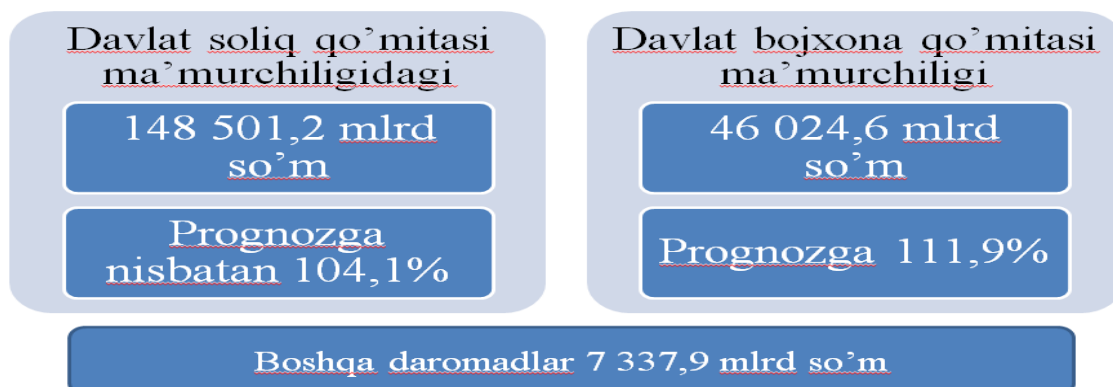 Davlat soliq qo’mitasi
ma’murchiligidagi
148 501,2 mlrd
so’m
Prognozga
nisbatan 104,1%
Davlat bojxona qo’mitasi
ma’murchiligi
46 024,6 mlrd
so’m
Prognozga 111,9%
Boshqa daromadlar 7 337,9 mlrd so’m